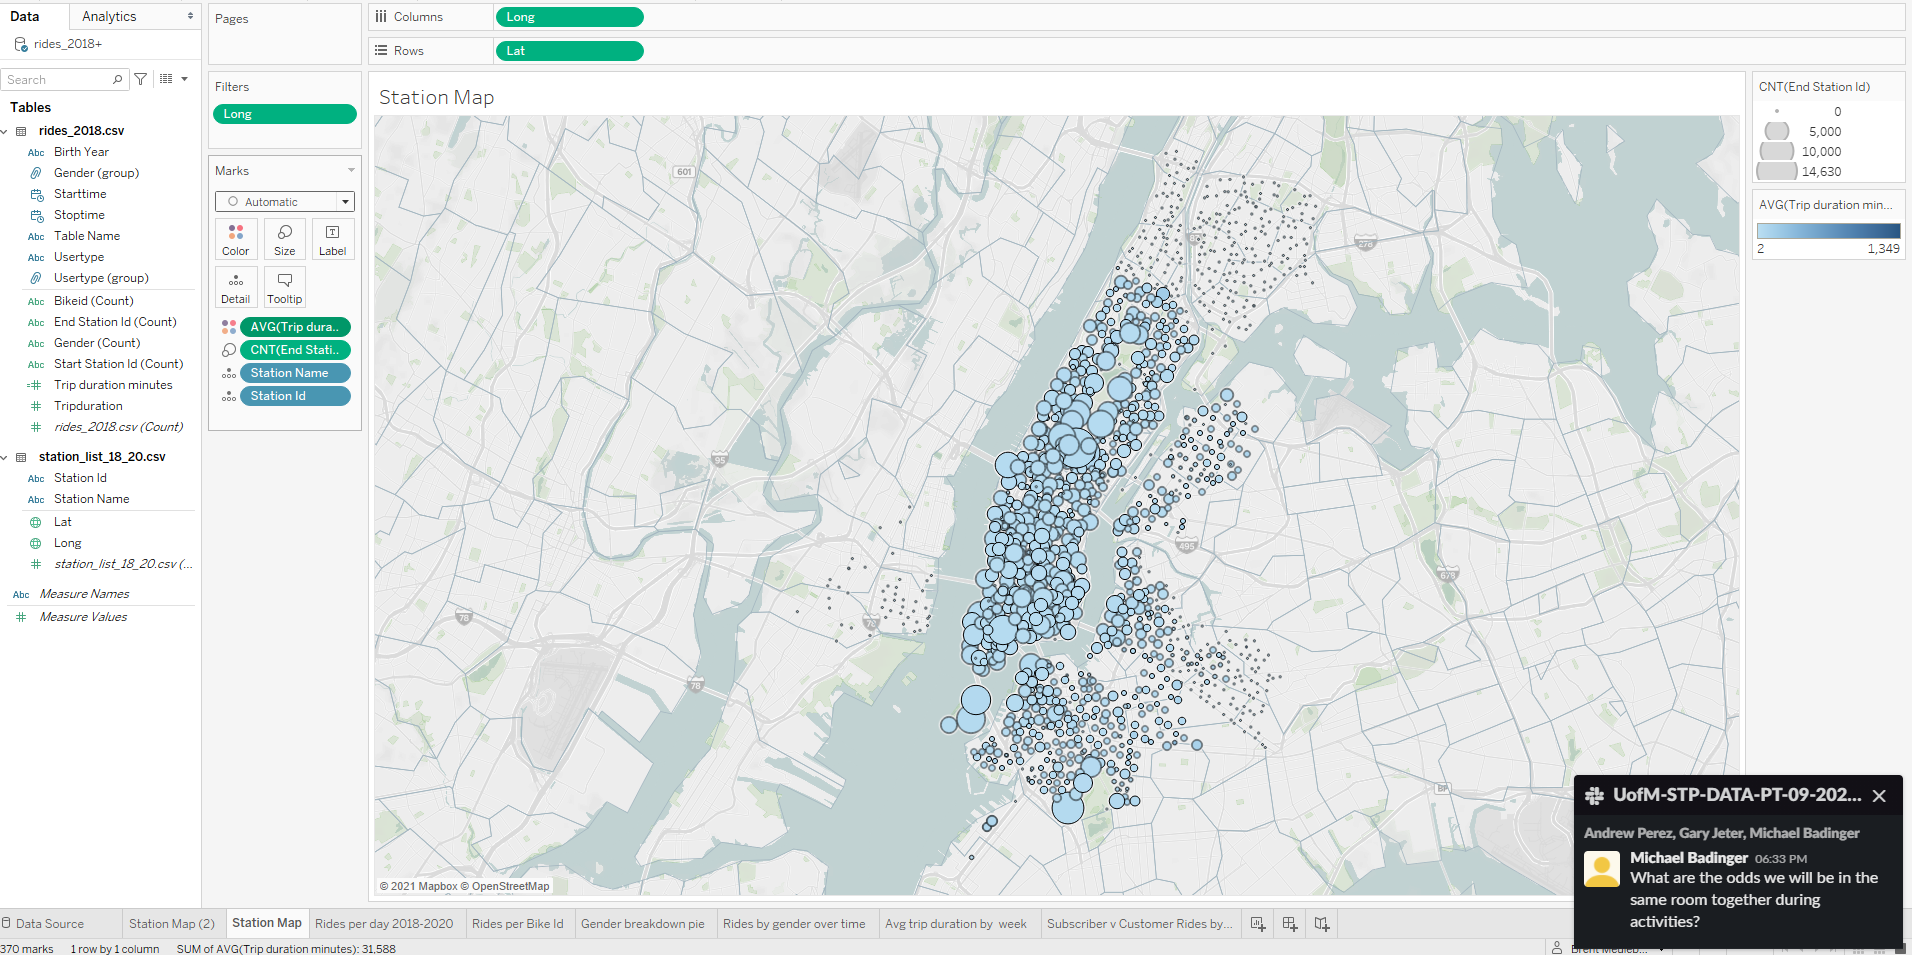 Data
Analytics
rides_2018+
Search
Tables
rides_2018.csv
Abc Birth Year
Gender (group)
Starttime
Stoptime
Abc Table Name
Abc Usertype
Usertype (group)
Abc Bikeid (Count)
Abc End Station Id (Count)
Abc Gender (Count)
Abc Start Station Id (Count)
=# Trip duration minutes
# Tripduration
# rides_2018.csv (Count)
station_list_18_20.csv
Abc Station Id
Abc Station Name
Lat
Long
# station_list_18_20.csv (...
Abc Measure Names
# Measure Values
Pages
Filters
Long
Marks
Automatic
Color
Size
Label
Detail
Tooltip
AVG(Trip dura..
CNT(End Stati..
Station Name
Station Id
Columns
Long
Rows
Lat
Station Map
601
278
95
495
678
78
78
78
© 2021 Mapbox © OpenStreetMap
CNT(End Station Id)
0
5,000
10,000
14,630
AVG(Trip duration min...
2
1,349
UofM-STP-DATA-PT-09-202...
Andrew Perez, Gary Jeter, Michael Badinger
Michael Badinger 06:33 PM
What are the odds we will be in the
same room together during
activities?
Data Source
Station Map (2)
Station Map
Rides per day 2018-2020
Rides per Bike Id
Gender breakdown pie
Rides by gender over time
Avg trip duration by week
Subscriber v Customer Rides by...
370 marks
1 row by 1 column
SUM of AVG(Trip duration minutes): 31,588